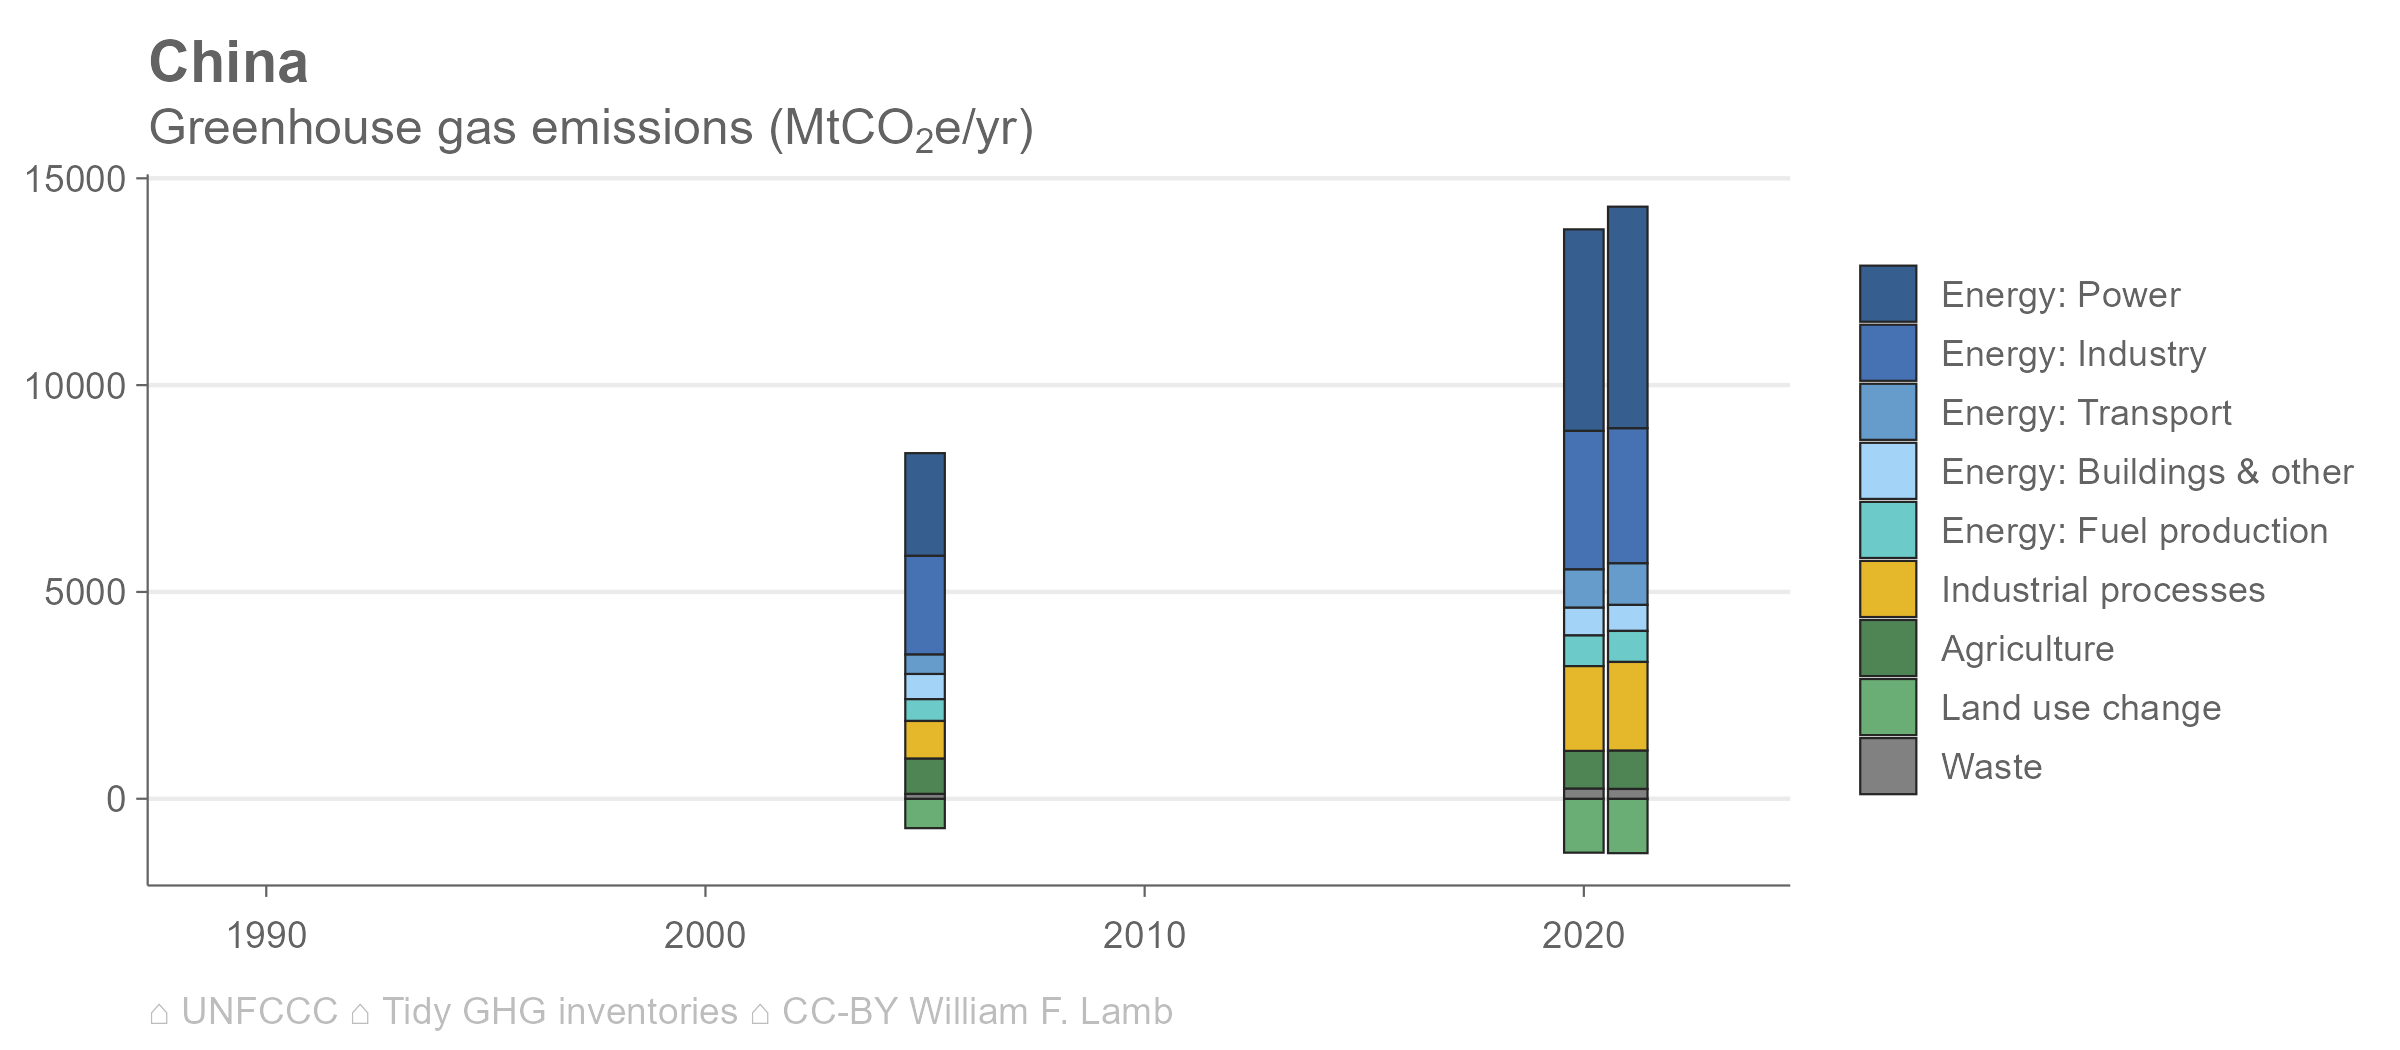 China
Greenhouse gas emissions (MtCO₂e/yr)
15000
10000
5000
0
1990
2000
2010
2020
Energy: Power
Energy: Industry
Energy: Transport
Energy: Buildings & other
Energy: Fuel production
Industrial processes
Agriculture
Land use change
Waste
⌂ UNFCCC ⌂ Tidy GHG inventories ⌂ CC-BY William F. Lamb